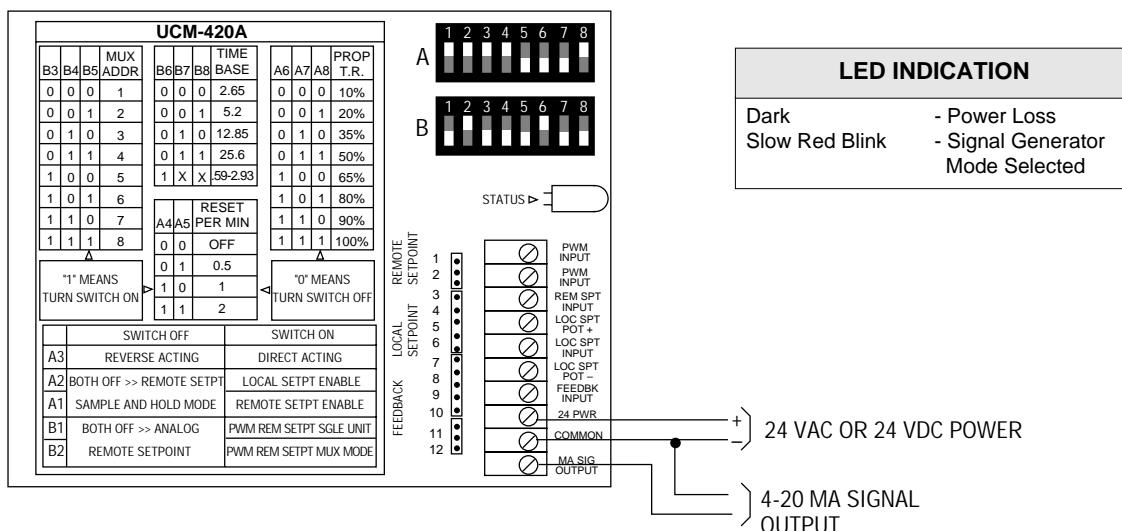 UCM-420A
B3 B4 B5 MUX ADDR
0 0 0 1
0 0 1 2
0 1 0 3
0 1 1 4
1 0 0 5
1 0 1 6
1 1 0 7
1 1 1 8
B6 B7 B8 TIME BASE
0 0 0 2.65
0 0 1 5.2
0 1 0 12.85
0 1 1 25.6
1 X X .59-2.93
A4 A5 RESET PER MIN
0 0 OFF
0 1 0.5
1 0 1
1 1 2
A6 A7 A8 PROP T.R.
0 0 0 10%
0 0 1 20%
0 1 0 35%
0 1 1 50%
1 0 0 65%
1 0 1 80%
1 1 0 90%
1 1 1 100%
"1" MEANS
TURN SWITCH ON
"0" MEANS
TURN SWITCH OFF
SWITCH OFF SWITCH ON
A3 REVERSE ACTING DIRECT ACTING
A2 BOTH OFF >> REMOTE SETPT LOCAL SETPT ENABLE
A1 SAMPLE AND HOLD MODE REMOTE SETPT ENABLE
B1 BOTH OFF >> ANALOG PWM REM SETPT SGLE UNIT
B2 REMOTE SETPOINT PWM REM SETPT MUX MODE
A
1 2 3 4 5 6 7 8
B
1 2 3 4 5 6 7 8
STATUS
REMOTE
SETPOINT
LOCAL
SETPOINT
FEEDBACK
1
2
3
4
5
6
7
8
9
10
11
12
PWM
INPUT
PWM
INPUT
REM SPT
INPUT
LOC SPT
POT +
LOC SPT
INPUT
LOC SPT
POT –
FEEDBK
INPUT
24 PWR
COMMON
MA SIG
OUTPUT
+
–
24 VAC OR 24 VDC POWER
4-20 MA SIGNAL
OUTPUT
LED INDICATION
Dark - Power Loss
Slow Red Blink - Signal Generator
Mode Selected